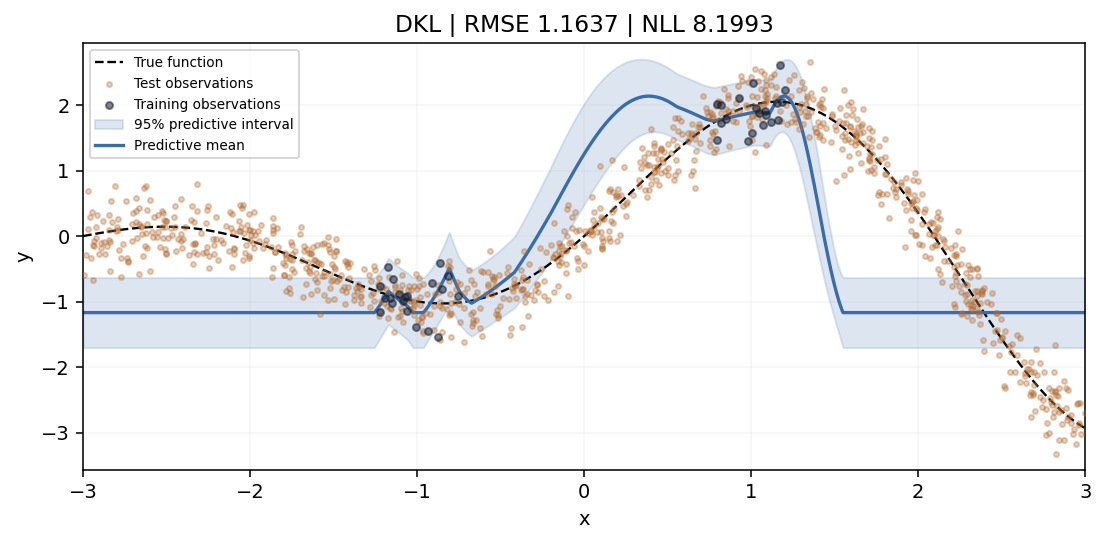 DKL | RMSE 1.1637 | NLL 8.1993
True function
Test observations
Training observations
95% predictive interval
Predictive mean
y
2
1
0
−1
−2
−3
−3
−2
−1
0
1
2
3
x